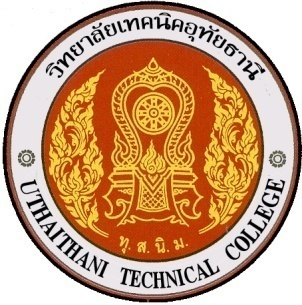 วิทยาลัยเทคนิคอุทัยธานี
ทุ. ส. นิ. ม.
UTHAITHANI TECHNICAL COLLEGE